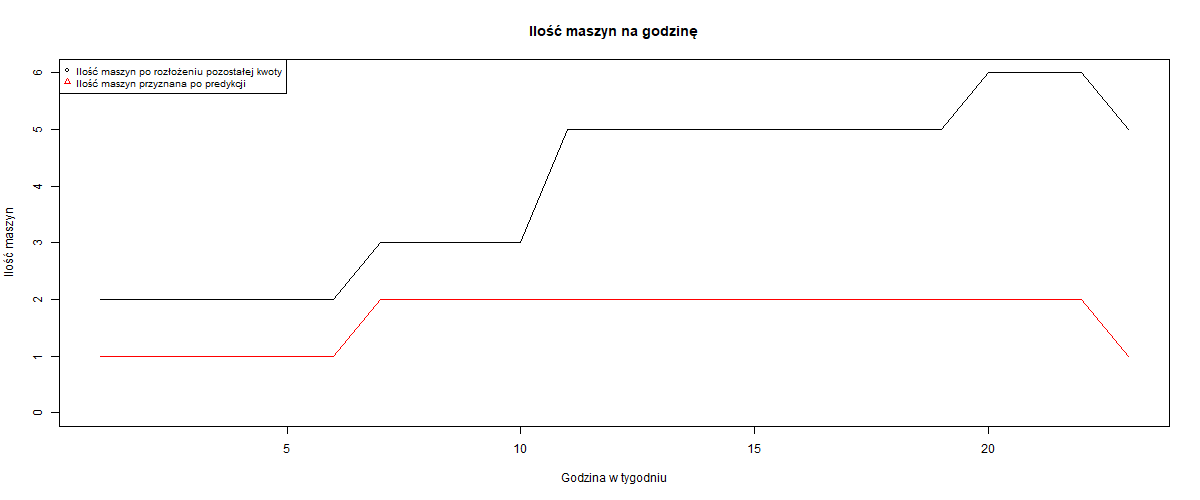 Ilość maszyn na godzinę
Ilość maszyn po rozłożeniu pozostałej kwoty
Ilość maszyn przyznana po predykcji
Ilość maszyn
6
5
4
3
2
1
0
5 10 15 20
Godzina w tygodniu